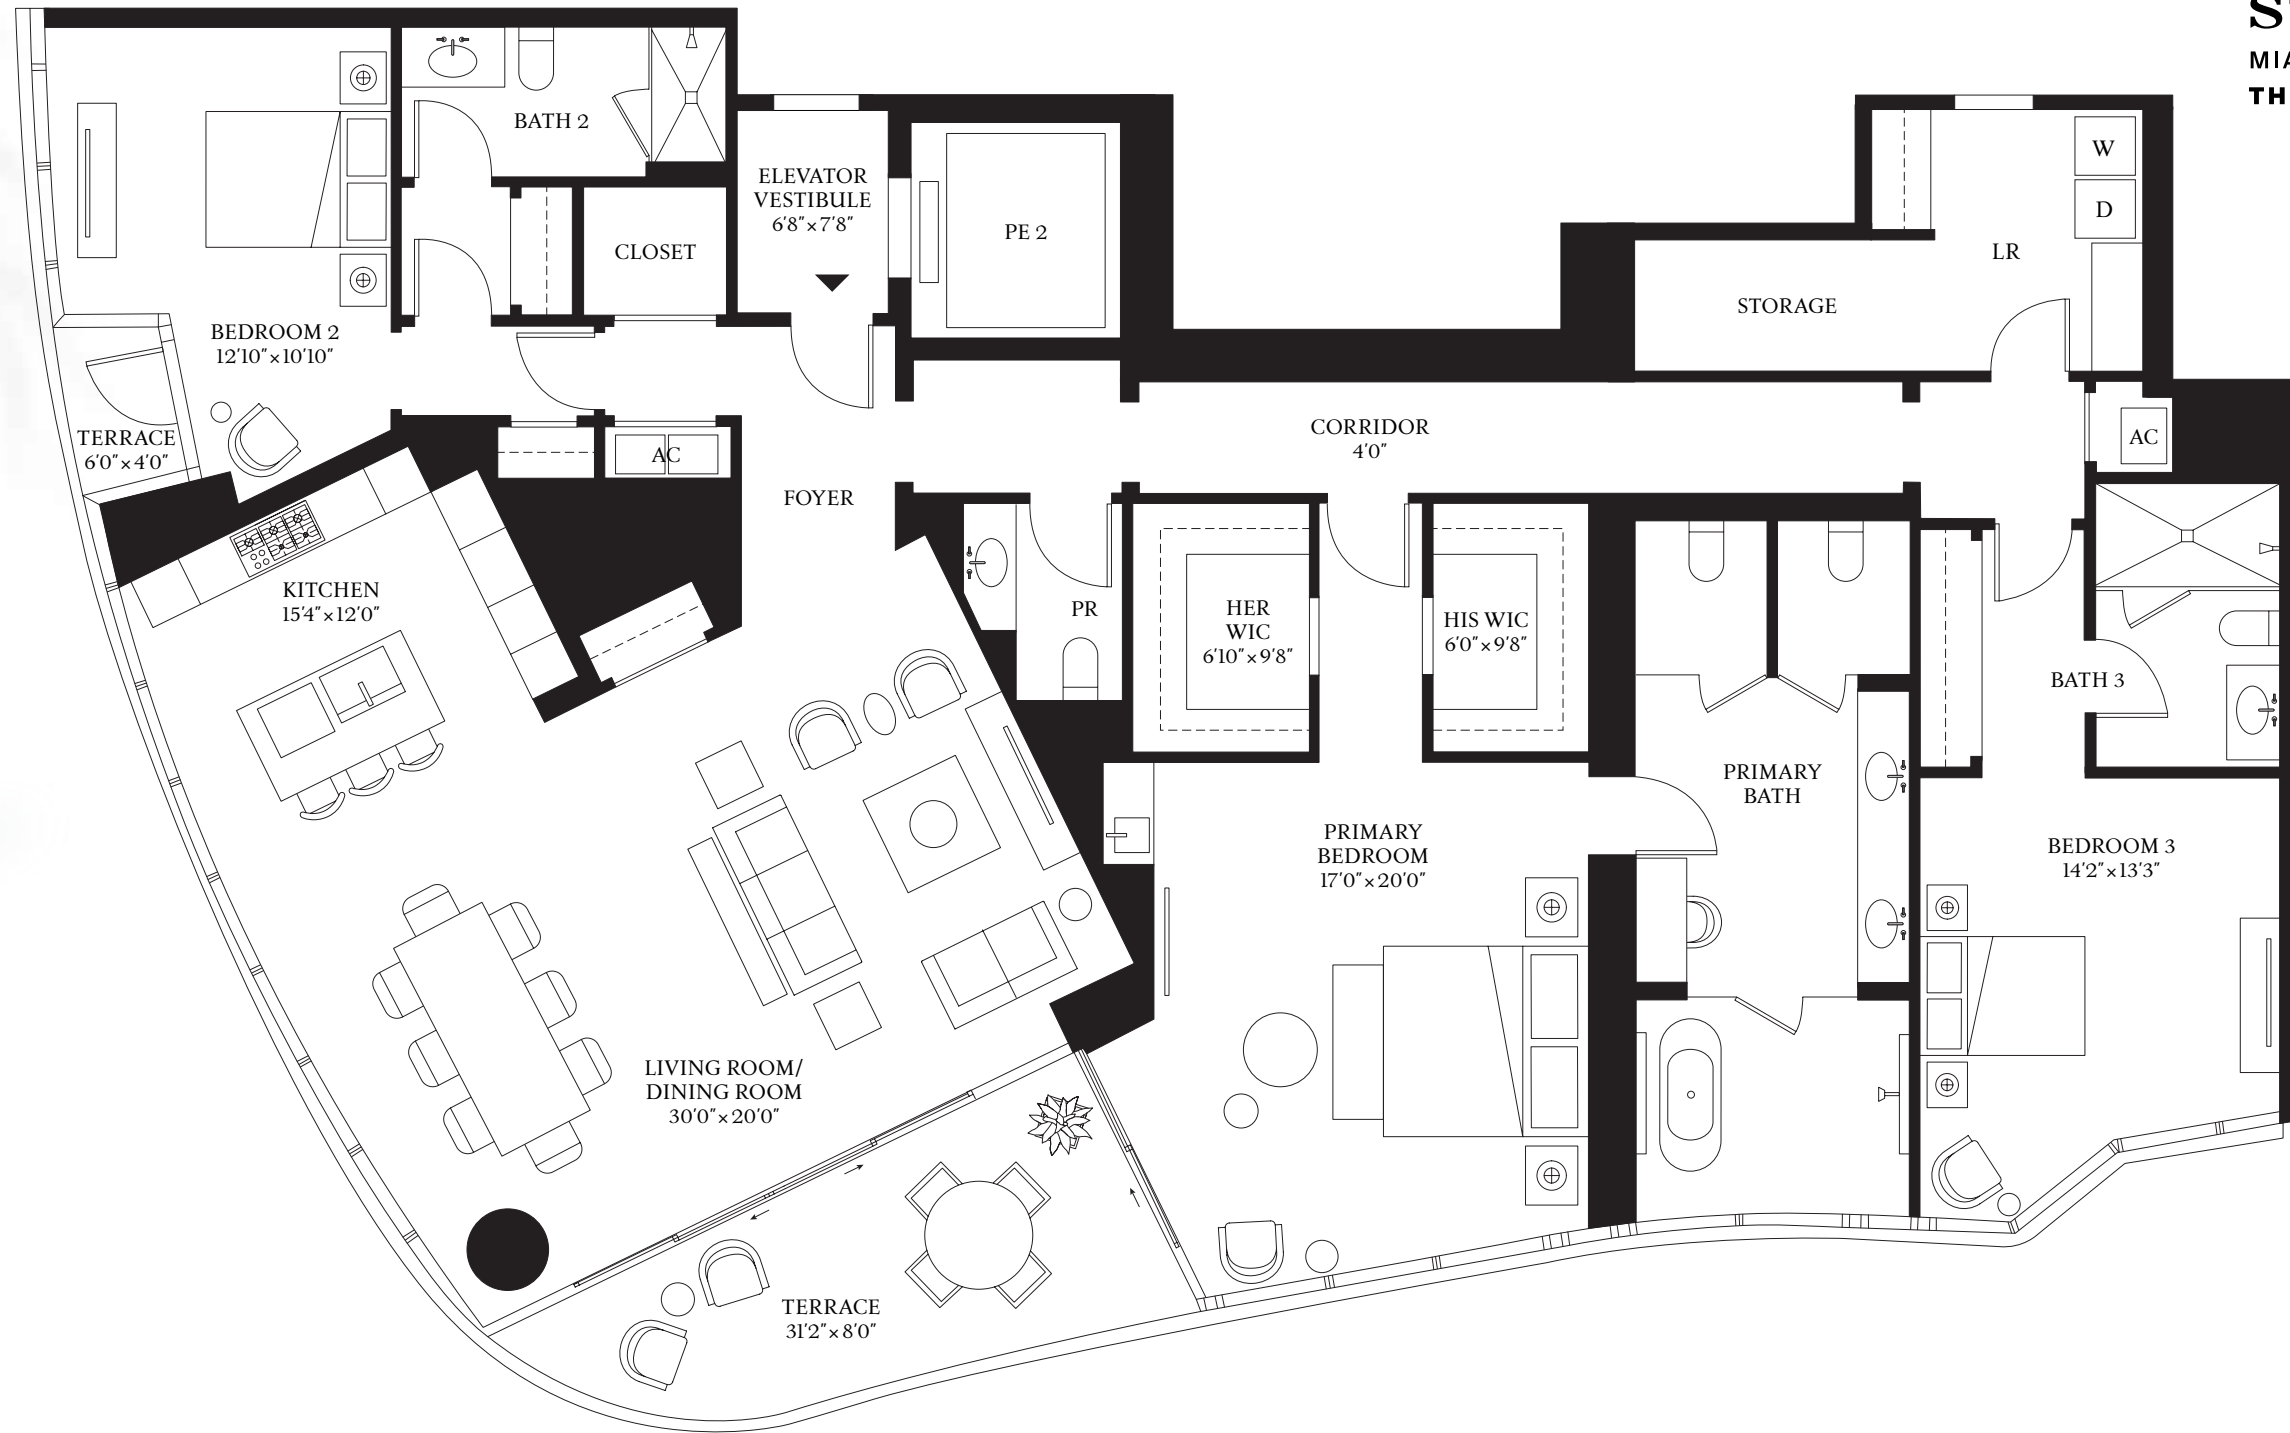 MIA
TH
BATH 2
ELEVATOR
VESTIBULE
6'8"×7'8"
PE 2
CLOSET
W
D
LR
STORAGE
BEDROOM 2
12'10"×10'10"
TERRACE
6'0"×4'0"
AC
FOYER
CORRIDOR
4'0"
AC
KITCHEN
15'4"×12'0"
PR
HER
WIC
6'10"×9'8"
HIS WIC
6'0"×9'8"
BATH 3
PRIMARY
BATH
PRIMARY
BEDROOM
17'0"×20'0"
BEDROOM 3
14'2"×13'3"
LIVING ROOM/
DINING ROOM
30'0"×20'0"
TERRACE
31'2"×8'0"